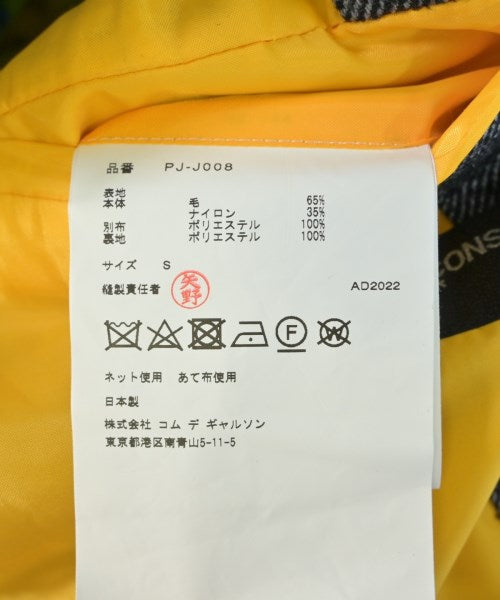 品番 PJ-J008
表地
本体 毛 65%
ナイロン 35%
別布 ポリエステル 100%
裏地 ポリエステル 100%
サイズ S
縫製責任者 矢野 AD2022
F W
ネット使用 あて布使用
日本製
株式会社 コム デ ギャルソン
東京都港区南青山5-11-5
ONS